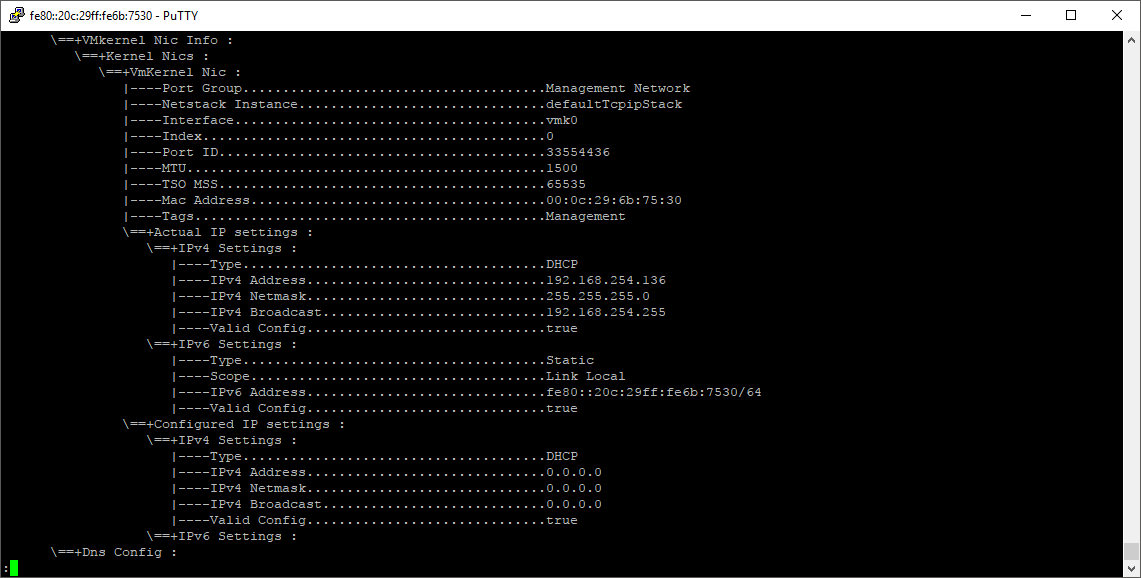 fe80::20c:29ff:fe6b:7530 - PuTTY
\==+VMkernel Nic Info :
\==+Kernel Nics :
\==+VmKernel Nic :
|----Port Group......................................Management Network
|----Netstack Instance...............................defaultTcpipStack
|----Interface.......................................vmk0
|----Index...........................................0
|----Port ID.........................................33554436
|----MTU.............................................1500
|----TSO MSS.........................................65535
|----Mac Address.....................................00:0c:29:6b:75:30
|----Tags............................................Management
\==+Actual IP settings :
\==+IPv4 Settings :
|----Type......................................DHCP
|----IPv4 Address..............................192.168.254.136
|----IPv4 Netmask..............................255.255.255.0
|----IPv4 Broadcast............................192.168.254.255
|----Valid Config..............................true
\==+IPv6 Settings :
|----Type......................................Static
|----Scope.....................................Link Local
|----IPv6 Address..............................fe80::20c:29ff:fe6b:7530/64
|----Valid Config..............................true
\==+Configured IP settings :
\==+IPv4 Settings :
|----Type......................................DHCP
|----IPv4 Address..............................0.0.0.0
|----IPv4 Netmask..............................0.0.0.0
|----IPv4 Broadcast............................0.0.0.0
|----Valid Config..............................true
\==+IPv6 Settings :
\==+Dns Config :
: